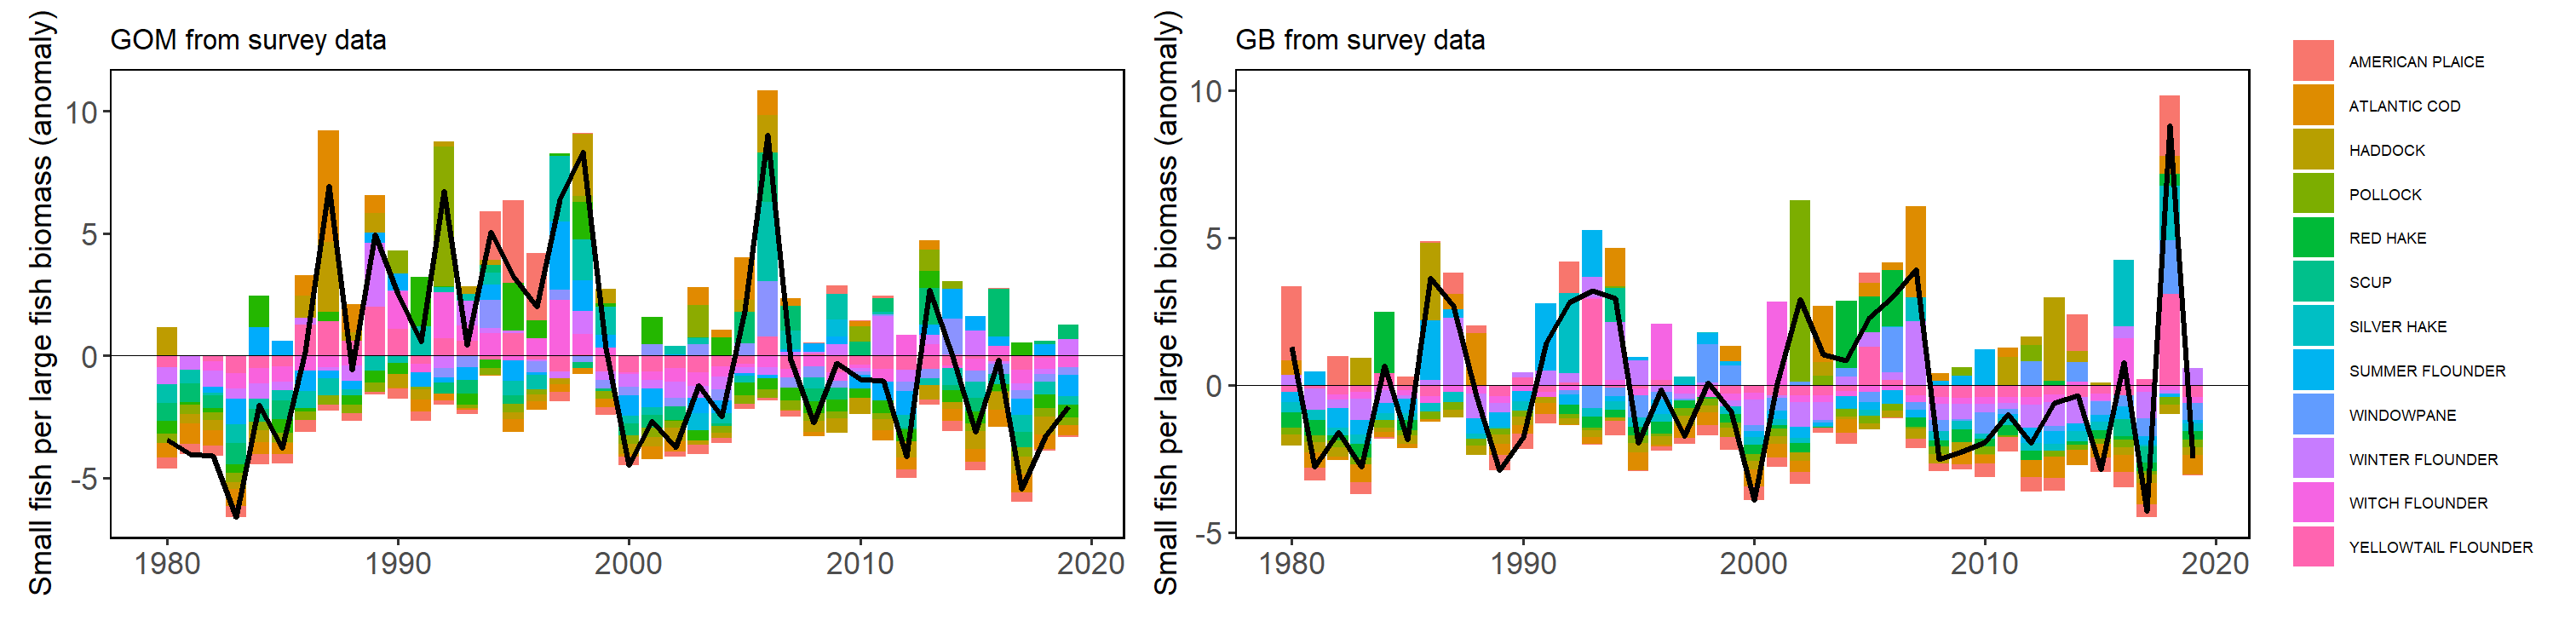 GOM from survey data
Small fish per large fish biomass (anomaly)
10
5
0
-5
1980
1990
2000
2010
2020
GB from survey data
Small fish per large fish biomass (anomaly)
10
5
0
-5
1980
1990
2000
2010
2020
AMERICAN PLAICE
ATLANTIC COD
HADDOCK
POLLOCK
RED HAKE
SCUP
SILVER HAKE
SUMMER FLOUNDER
WINDOWPANE
WINTER FLOUNDER
WITCH FLOUNDER
YELLOWTAIL FLOUNDER